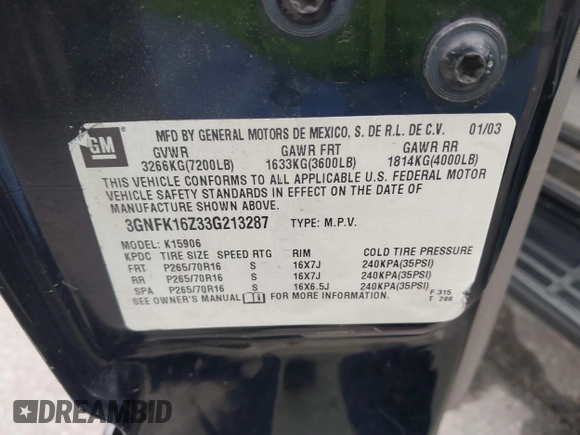 GM
MFD BY GENERAL MOTORS DE MEXICO, S. DE R.L. DE C.V. 01/03
GVWR GAWR FRT GAWR RR
3266KG(7200LB) 1633KG(3600LB) 1814KG(4000LB)
THIS VEHICLE CONFORMS TO ALL APPLICABLE U.S. FEDERAL MOTOR
VEHICLE SAFETY STANDARDS IN EFFECT ON THE DATE OF
MANUFACTURE SHOWN ABOVE.
3GNFK16Z33G213287 TYPE: M.P.V.
MODEL: K15906
KPDC TIRE SIZE SPEED RTG RIM COLD TIRE PRESSURE
FRT P265/70R16 S 16X7J 240KPA(35PSI)
RR P265/70R16 S 16X7J 240KPA(35PSI)
SPA P265/70R16 S 16X6.5J 240KPA(35PSI)
SEE OWNER'S MANUAL FOR MORE INFORMATION.
F 315
T 288
DREAMBID